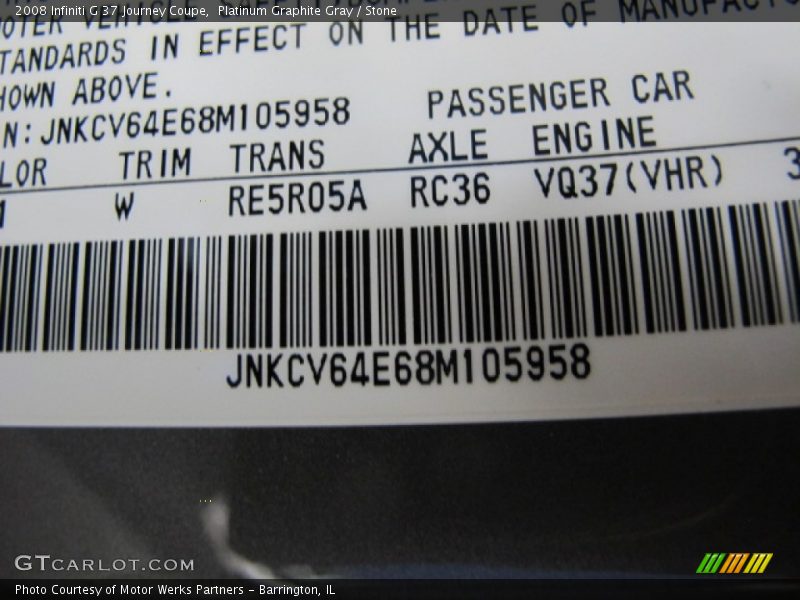 2008 Infiniti G 37 Journey Coupe, Platinum Graphite Gray / Stone
TANDARDS IN EFFECT ON THE DATE OF MANUFAC
HOWN ABOVE.
N: JNKCV64E68M105958 PASSENGER CAR
LOR TRIM TRANS AXLE ENGINE
W RE5R05A RC36 VQ37(VHR) 3
JNKCV64E68M105958
GTCARLOT.COM
Photo Courtesy of Motor Werks Partners - Barrington, IL